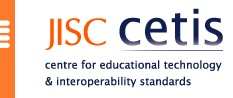 JISC cetis
centre for educational technology
& interoperability standards